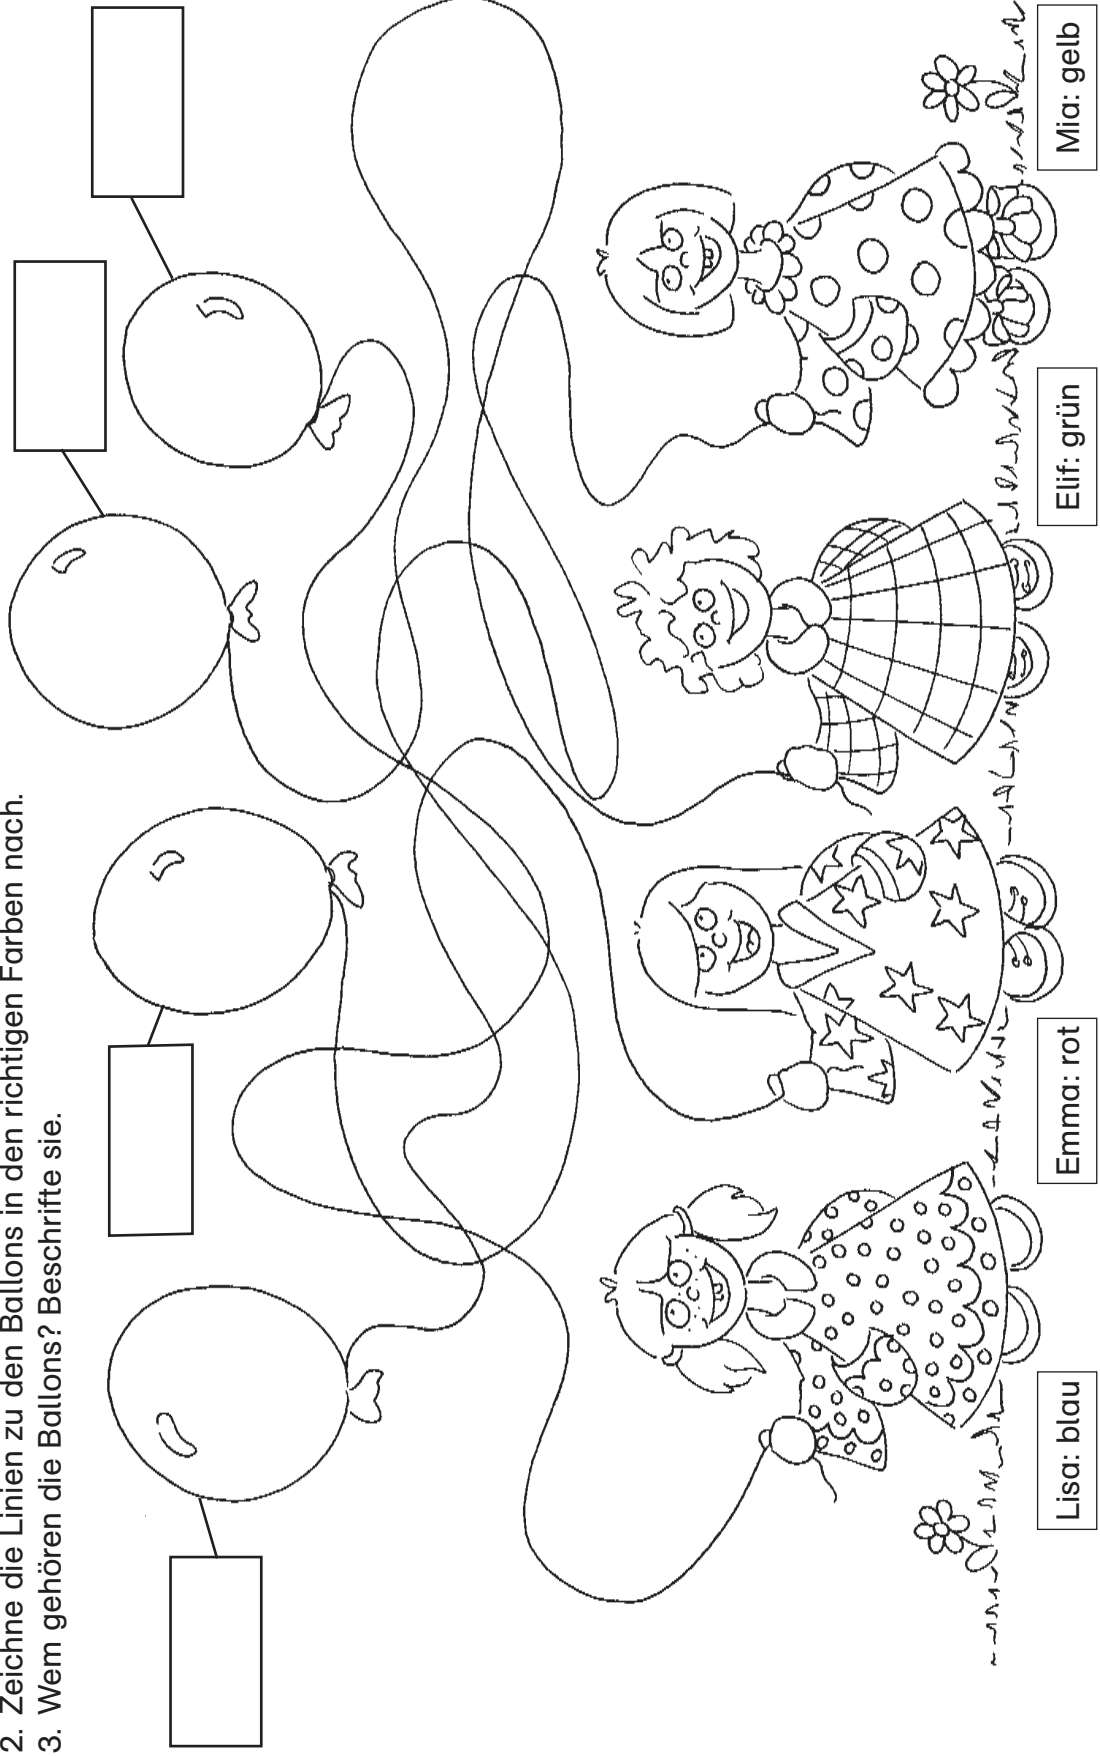 2. Zeichne die Linien zu den Ballons in den richtigen Farben nach.
3. Wem gehören die Ballons? Beschrifte sie.
Lisa: blau
Emma: rot
Elif: grün
Mia: gelb